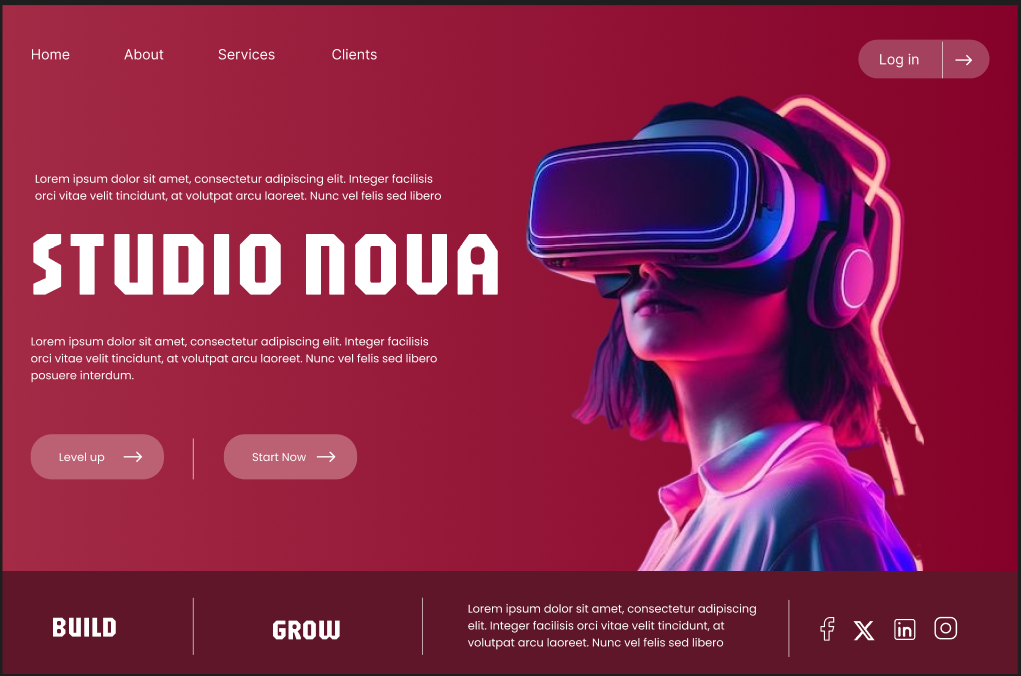 Home About Services Clients
Log in
Lorem ipsum dolor sit amet, consectetur adipiscing elit. Integer facilisis
orci vitae velit tincidunt, at volutpat arcu laoreet. Nunc vel felis sed libero
STUDIO NOVA
Lorem ipsum dolor sit amet, consectetur adipiscing elit. Integer facilisis
orci vitae velit tincidunt, at volutpat arcu laoreet. Nunc vel felis sed libero
posuere interdum.
Level up
Start Now
BUILD
GROW
Lorem ipsum dolor sit amet, consectetur adipiscing
elit. Integer facilisis orci vitae velit tincidunt, at
volutpat arcu laoreet. Nunc vel felis sed libero